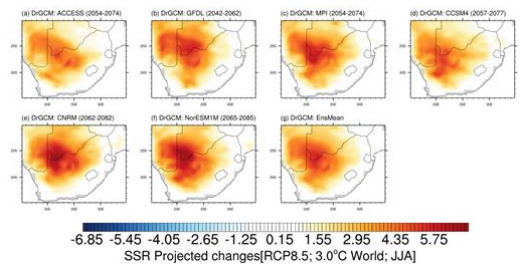 (a) DrGCM: ACCESS (2054-2074)
(b) DrGCM: GFDL (2042-2062)
(c) DrGCM: MPI (2054-2074)
(d) DrGCM: CCSM4 (2057-2077)
(e) DrGCM: CNRM (2062-2082)
(f) DrGCM: NorESM1M (2065-2085)
(g) DrGCM: EnsMean
-6.85 -5.45 -4.05 -2.65 -1.25 0.15 1.55 2.95 4.35 5.75
SSR Projected changes[RCP8.5; 3.0°C World; JJA]